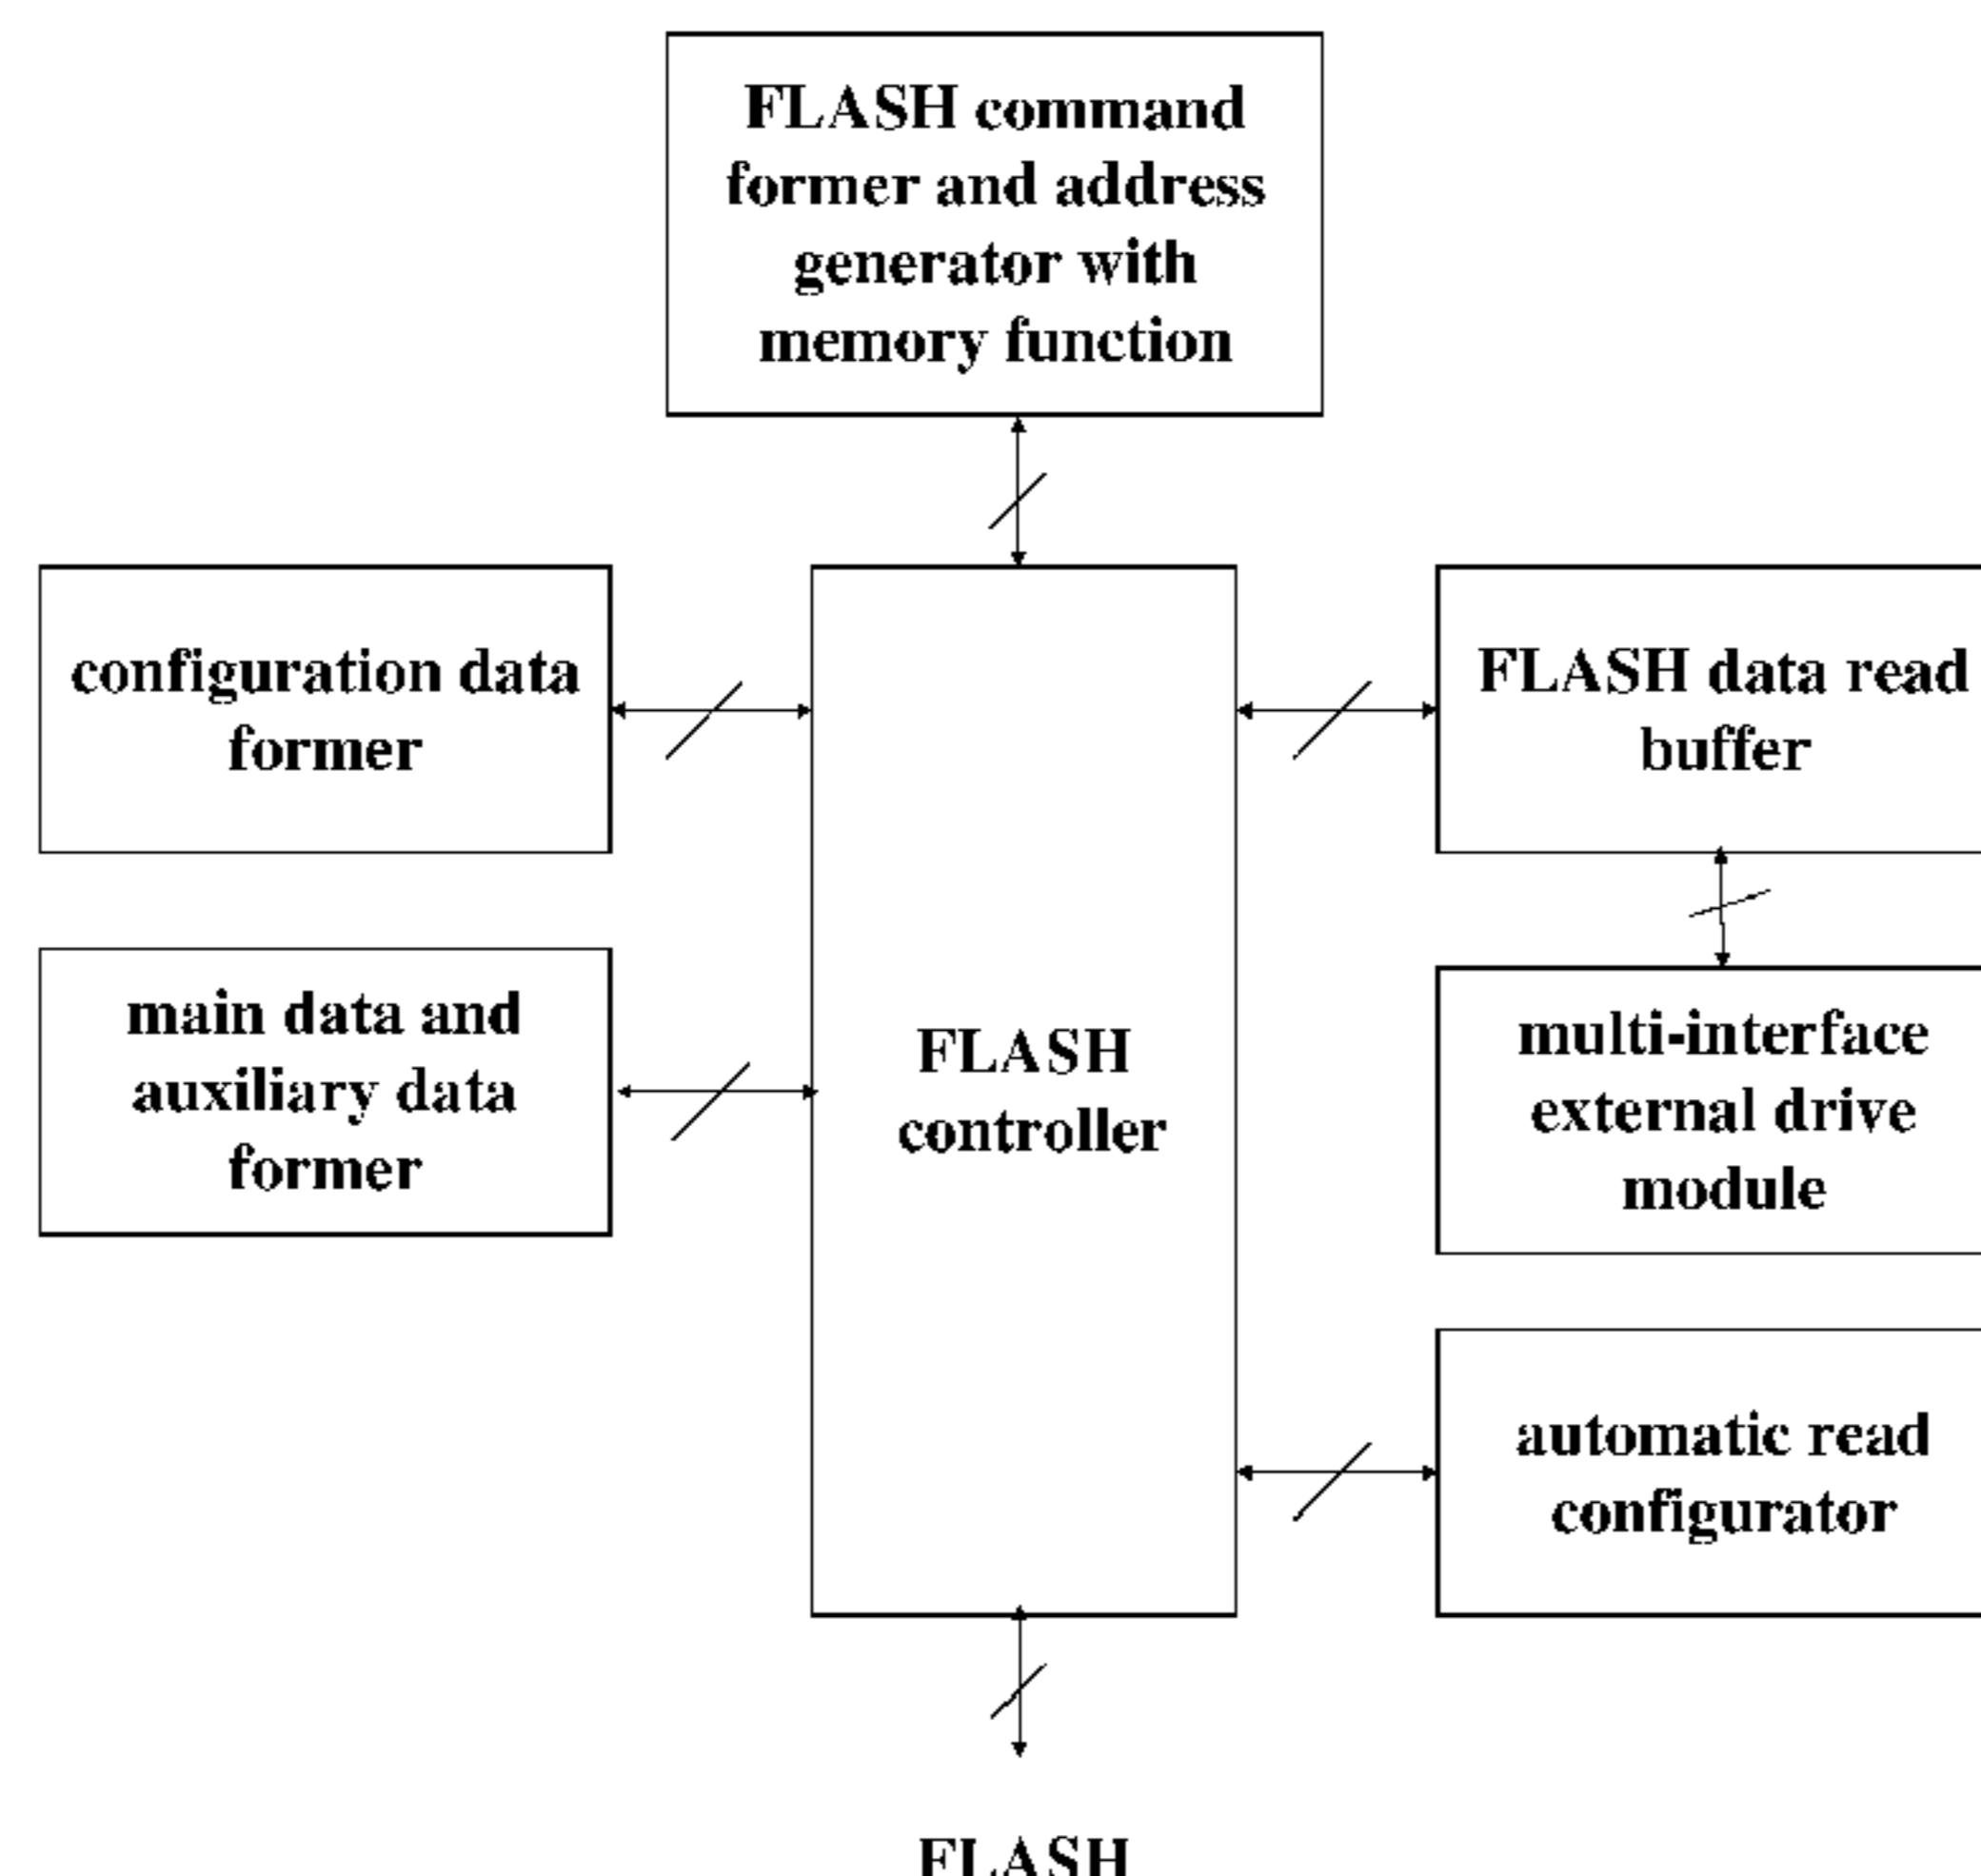 FLASH command
former and address
generator with
memory function
configuration data
former
FLASH data read
buffer
main data and
auxiliary data
former
FLASH
controller
multi-interface
external drive
module
automatic read
configurator
FLASH